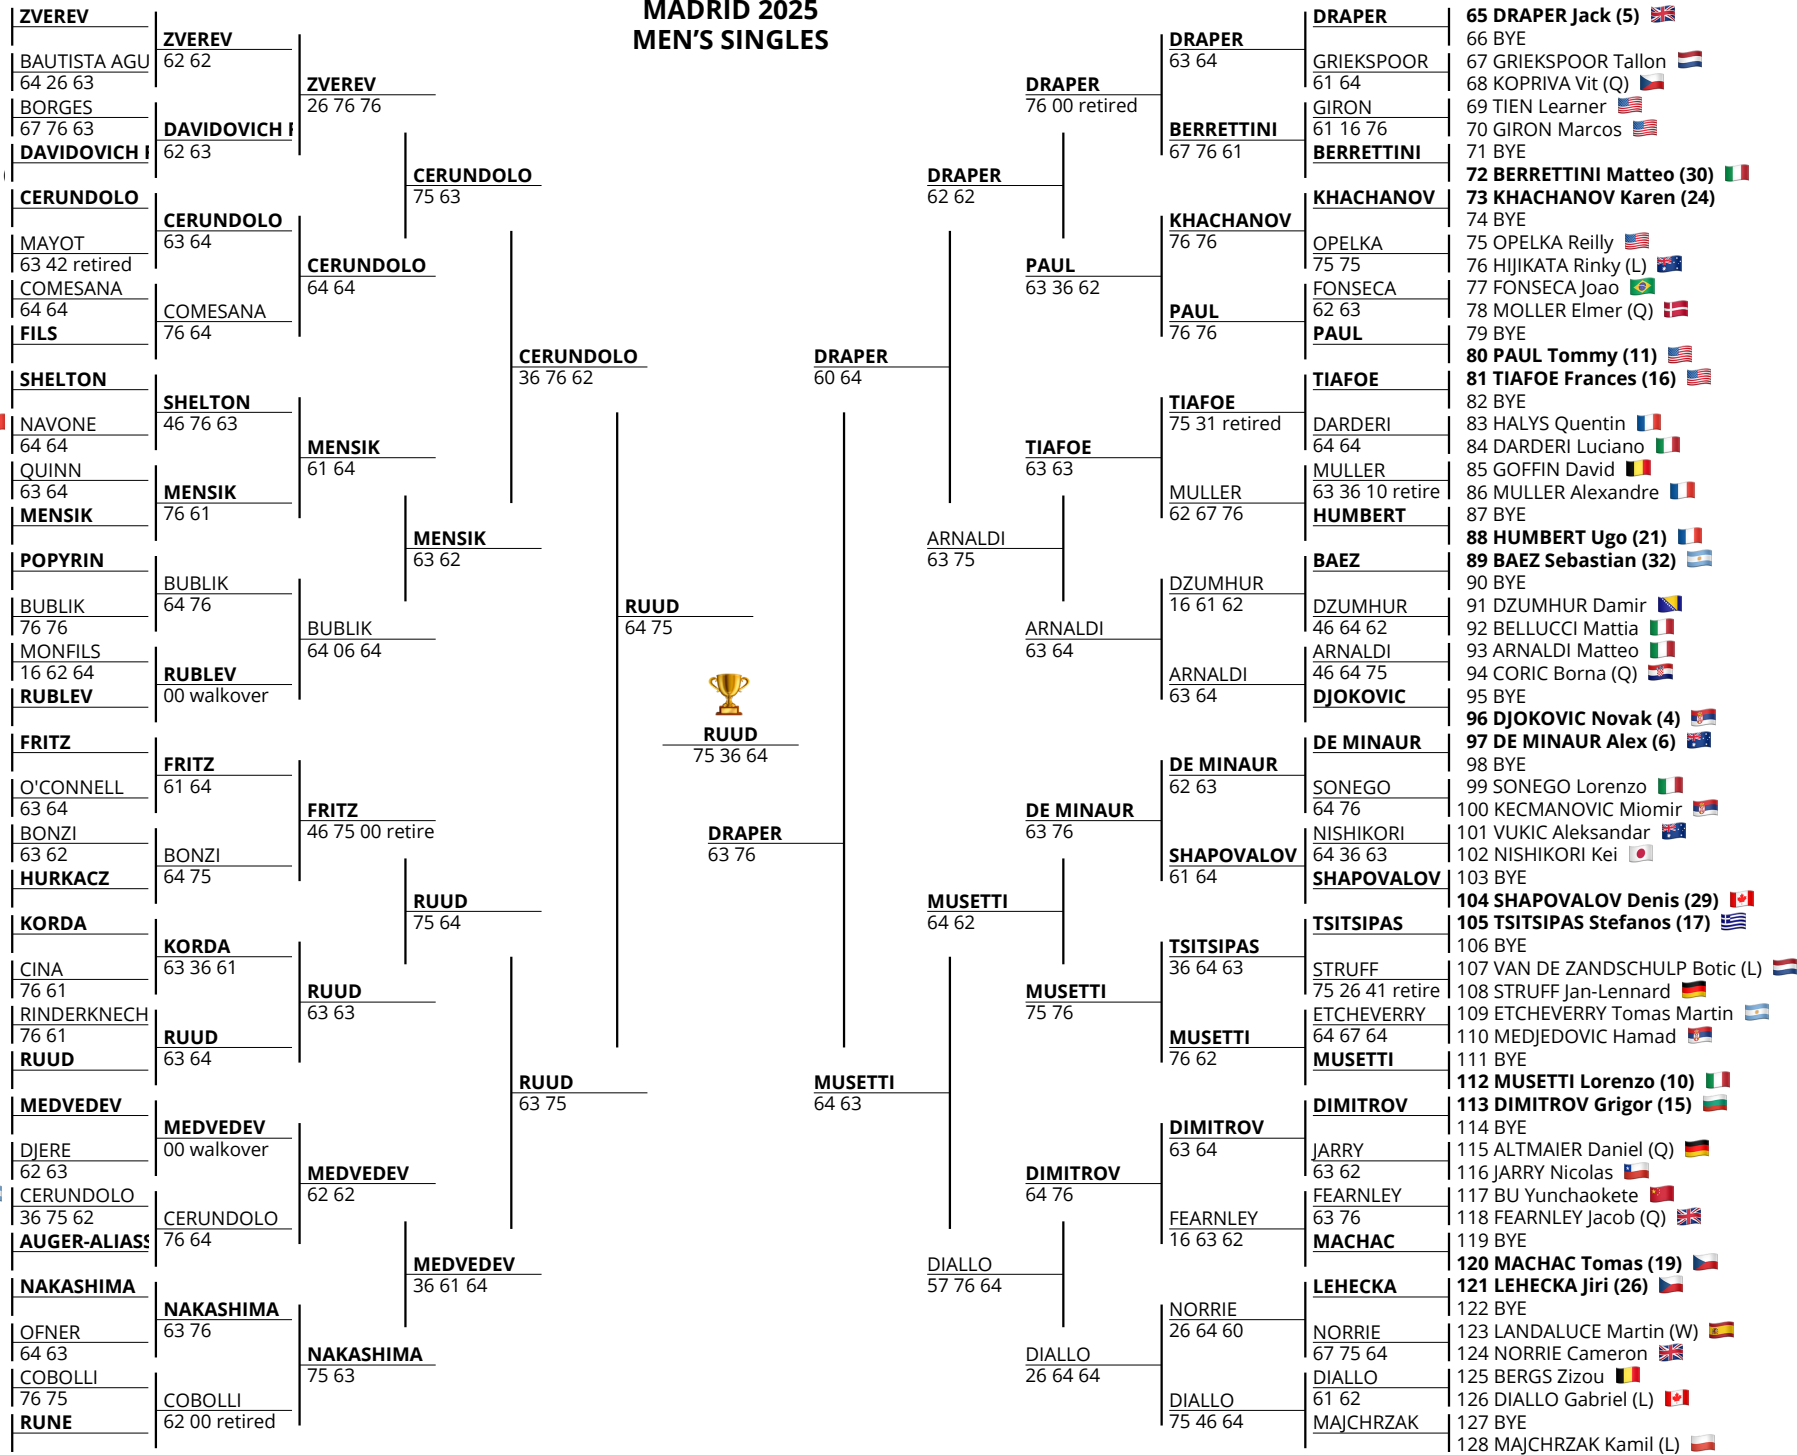 MADRID 2025
MEN'S SINGLES
ZVEREV
BAUTISTA AGU
64 26 63
BORGES
67 76 63
DAVIDOVICH F
CERUNDOLO
MAYOT
63 42 retired
COMESANA
64 64
FILS
SHELTON
NAVONE
64 64
QUINN
63 64
MENSIK
POPYRIN
BUBLIK
76 76
MONFILS
16 62 64
RUBLEV
FRITZ
O'CONNELL
63 64
BONZI
63 62
HURKACZ
KORDA
CINA
76 61
RINDERKNECH
76 61
RUUD
MEDVEDEV
DJERE
62 63
CERUNDOLO
36 75 62
AUGER-ALIASS
NAKASHIMA
OFNER
64 63
COBOLLI
76 75
RUNE
ZVEREV
62 62
DAVIDOVICH F
62 63
CERUNDOLO
63 64
COMESANA
76 64
SHELTON
46 76 63
MENSIK
76 61
BUBLIK
64 76
RUBLEV
00 walkover
FRITZ
61 64
BONZI
64 75
KORDA
63 36 61
RUUD
63 64
MEDVEDEV
00 walkover
CERUNDOLO
76 64
NAKASHIMA
63 76
COBOLLI
62 00 retired
ZVEREV
26 76 76
CERUNDOLO
64 64
MENSIK
61 64
BUBLIK
64 06 64
FRITZ
46 75 00 retire
RUUD
63 63
MEDVEDEV
62 62
NAKASHIMA
75 63
CERUNDOLO
75 63
MENSIK
63 62
RUUD
75 64
MEDVEDEV
36 61 64
CERUNDOLO
36 76 62
RUUD
63 75
RUUD
64 75
RUUD
75 36 64
DRAPER
63 76
DRAPER
60 64
MUSETTI
64 63
DRAPER
62 62
ARNALDI
63 75
MUSETTI
64 62
DIALLO
57 76 64
DRAPER
76 00 retired
PAUL
63 36 62
TIAFOE
63 63
ARNALDI
63 64
DE MINAUR
63 76
MUSETTI
75 76
DIMITROV
64 76
DIALLO
26 64 64
DRAPER
63 64
BERRETTINI
67 76 61
KHACHANOV
76 76
PAUL
76 76
TIAFOE
75 31 retired
MULLER
62 67 76
DZUMHUR
16 61 62
ARNALDI
63 64
DE MINAUR
62 63
SHAPOVALOV
61 64
TSITSIPAS
36 64 63
MUSETTI
76 62
DIMITROV
63 64
FEARNLEY
16 63 62
NORRIE
26 64 60
DIALLO
75 46 64
DRAPER
GRIEKSPOOR
61 64
GIRON
61 16 76
BERRETTINI
KHACHANOV
OPELKA
75 75
FONSECA
62 63
PAUL
TIAFOE
DARDERI
64 64
MULLER
63 36 10 retire
HUMBERT
BAEZ
DZUMHUR
46 64 62
ARNALDI
46 64 75
DJOKOVIC
DE MINAUR
SONEGO
64 76
NISHIKORI
64 36 63
SHAPOVALOV
TSITSIPAS
STRUFF
75 26 41 retire
ETCHEVERRY
64 67 64
MUSETTI
DIMITROV
JARRY
63 62
FEARNLEY
63 76
MACHAC
LEHECKA
NORRIE
67 75 64
DIALLO
61 62
MAJCHRZAK
65 DRAPER Jack (5)
66 BYE
67 GRIEKSPOOR Tallon
68 KOPRIVA Vit (Q)
69 TIEN Learner
70 GIRON Marcos
71 BYE
72 BERRETTINI Matteo (30)
73 KHACHANOV Karen (24)
74 BYE
75 OPELKA Reilly
76 HIJIKATA Rinky (L)
77 FONSECA Joao
78 MOLLER Elmer (Q)
79 BYE
80 PAUL Tommy (11)
81 TIAFOE Frances (16)
82 BYE
83 HALYS Quentin
84 DARDERI Luciano
85 GOFFIN David
86 MULLER Alexandre
87 BYE
88 HUMBERT Ugo (21)
89 BAEZ Sebastian (32)
90 BYE
91 DZUMHUR Damir
92 BELLUCCI Mattia
93 ARNALDI Matteo
94 CORIC Borna (Q)
95 BYE
96 DJOKOVIC Novak (4)
97 DE MINAUR Alex (6)
98 BYE
99 SONEGO Lorenzo
100 KECMANOVIC Miomir
101 VUKIC Aleksandar
102 NISHIKORI Kei
103 BYE
104 SHAPOVALOV Denis (29)
105 TSITSIPAS Stefanos (17)
106 BYE
107 VAN DE ZANDSCHULP Botic (L)
108 STRUFF Jan-Lennard
109 ETCHEVERRY Tomas Martin
110 MEDJEDOVIC Hamad
111 BYE
112 MUSETTI Lorenzo (10)
113 DIMITROV Grigor (15)
114 BYE
115 ALTMAIER Daniel (Q)
116 JARRY Nicolas
117 BU Yunchaokete
118 FEARNLEY Jacob (Q)
119 BYE
120 MACHAC Tomas (19)
121 LEHECKA Jiri (26)
122 BYE
123 LANDALUCE Martin (W)
124 NORRIE Cameron
125 BERGS Zizou
126 DIALLO Gabriel (L)
127 BYE
128 MAJCHRZAK Kamil (L)